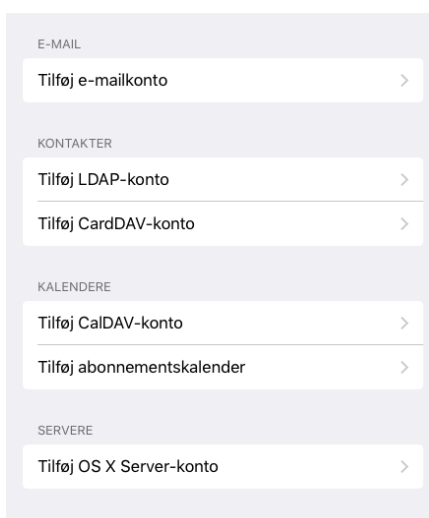 E-MAIL
Tilføj e-mailkonto
KONTAKTER
Tilføj LDAP-konto
Tilføj CardDAV-konto
KALENDERE
Tilføj CalDAV-konto
Tilføj abonnementskalender
SERVERE
Tilføj OS X Server-konto